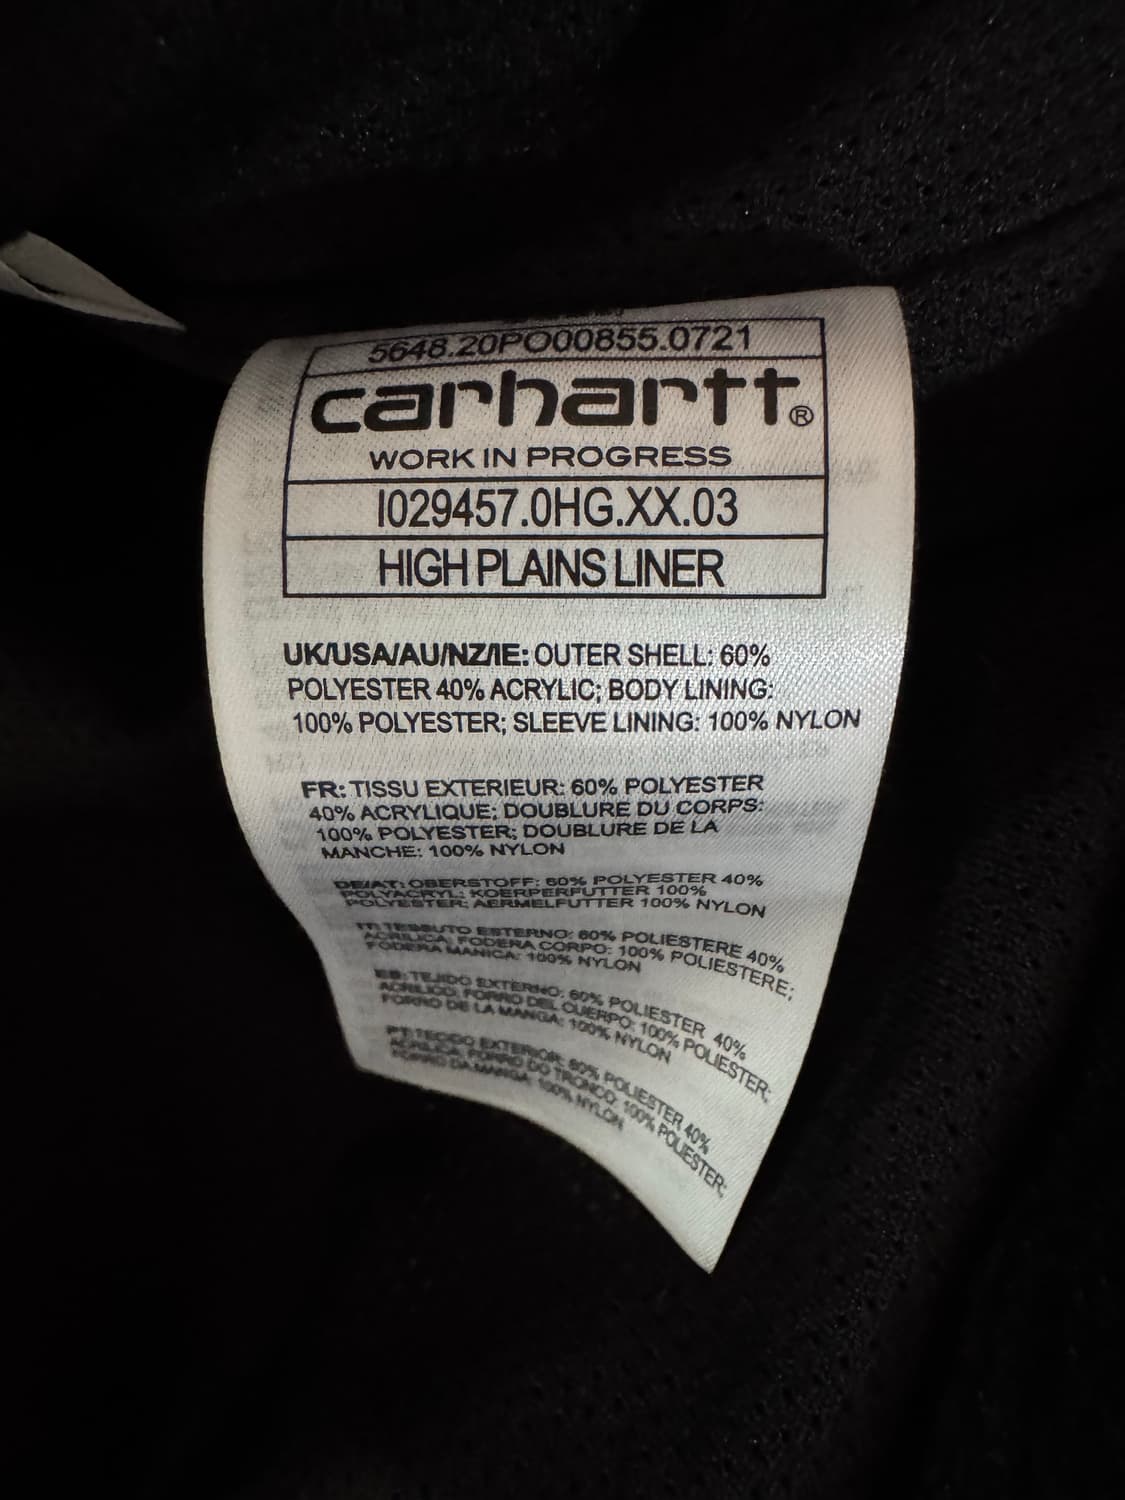 5648.20PO00855.0721
carhartt®
WORK IN PROGRESS
I029457.0HG.XX.03
HIGH PLAINS LINER
UK/USA/AU/NZ/IE: OUTER SHELL: 60%
POLYESTER 40% ACRYLIC; BODY LINING:
100% POLYESTER; SLEEVE LINING: 100% NYLON
FR: TISSU EXTERIEUR: 60% POLYESTER
40% ACRYLIQUE; DOUBLURE DU CORPS:
100% POLYESTER; DOUBLURE DE LA
MANCHE: 100% NYLON
DE/AT: OBERSTOFF: 60% POLYESTER 40%
POLYACRYL; KOERPERFUTTER 100%
POLYESTER; AERMELFUTTER 100% NYLON
IT: TESSUTO ESTERNO: 60% POLIESTERE 40%
ACRILICA; FODERA CORPO: 100% POLIESTERE;
FODERA MANICA: 100% NYLON
ES: TEJIDO EXTERNO: 60% POLIESTER 40%
ACRILICO; FORRO DEL CUERPO: 100% POLIESTER;
FORRO DE LA MANGA: 100% NYLON
PT: TECIDO EXTERIOR: 60% POLIESTER 40%
ACRILICA; FORRO DO TRONCO: 100% POLIESTER;
FORRO DA MANGA: 100% NYLON